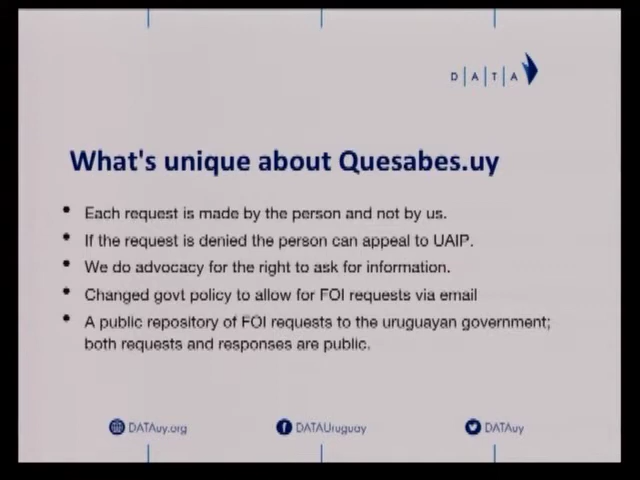 D|A|T|A
What's unique about Quesabes.uy
• Each request is made by the person and not by us.
• If the request is denied the person can appeal to UAIP.
• We do advocacy for the right to ask for information.
• Changed govt policy to allow for FOI requests via email
• A public repository of FOI requests to the uruguayan government;
both requests and responses are public.
DATAuy.org
DATAUruguay
DATAuy